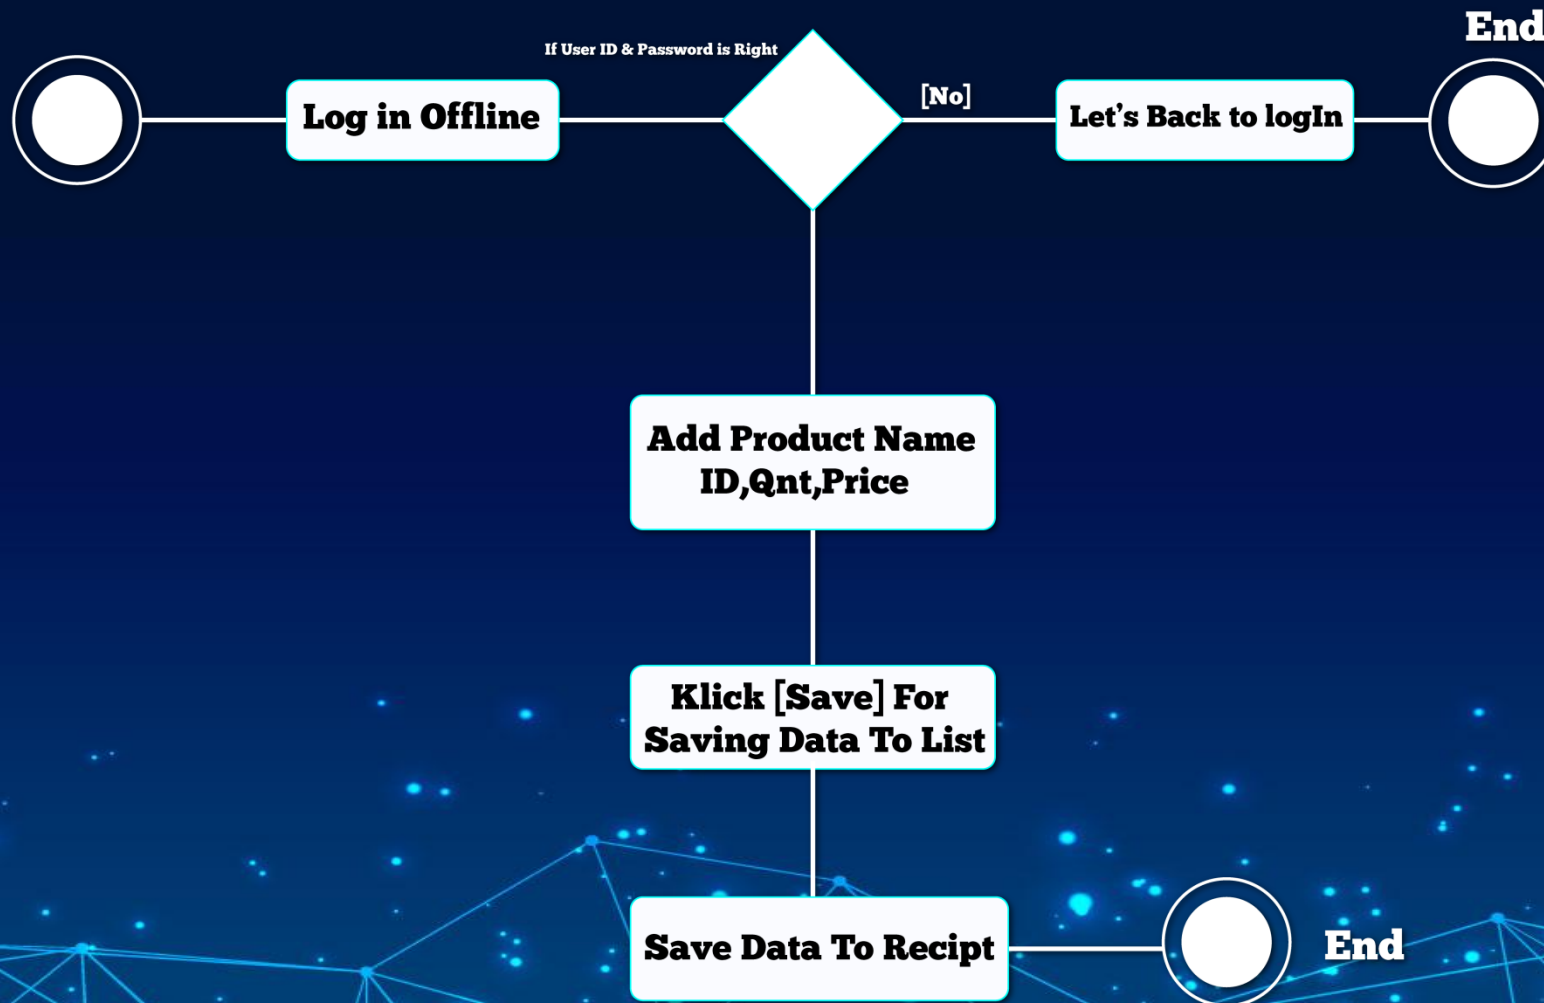 End
If User ID & Password is Right
[No]
Log in Offline
Let's Back to logIn
Add Product Name
ID,Qnt,Price
Klick [Save] For
Saving Data To List
Save Data To Recipt
End